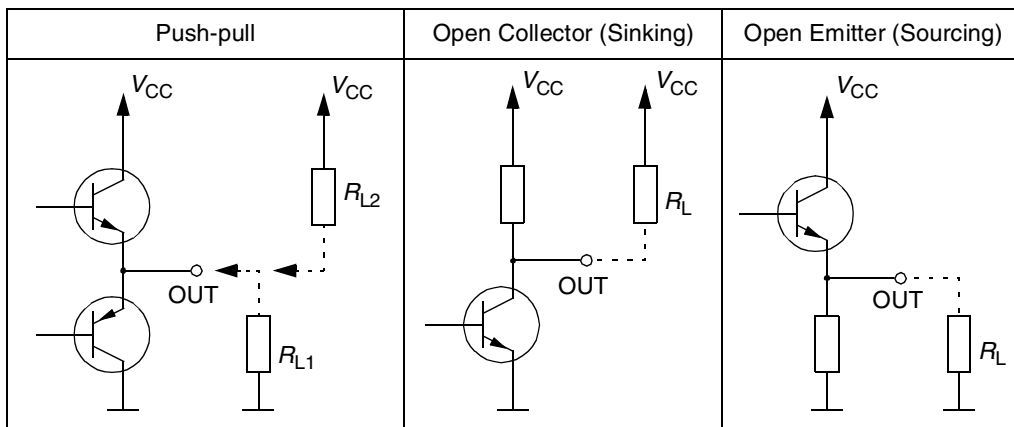 Push-pull
Open Collector (Sinking)
Open Emitter (Sourcing)
VCC
VCC
RL2
OUT
RL1
VCC
VCC
RL
OUT
VCC
OUT
RL